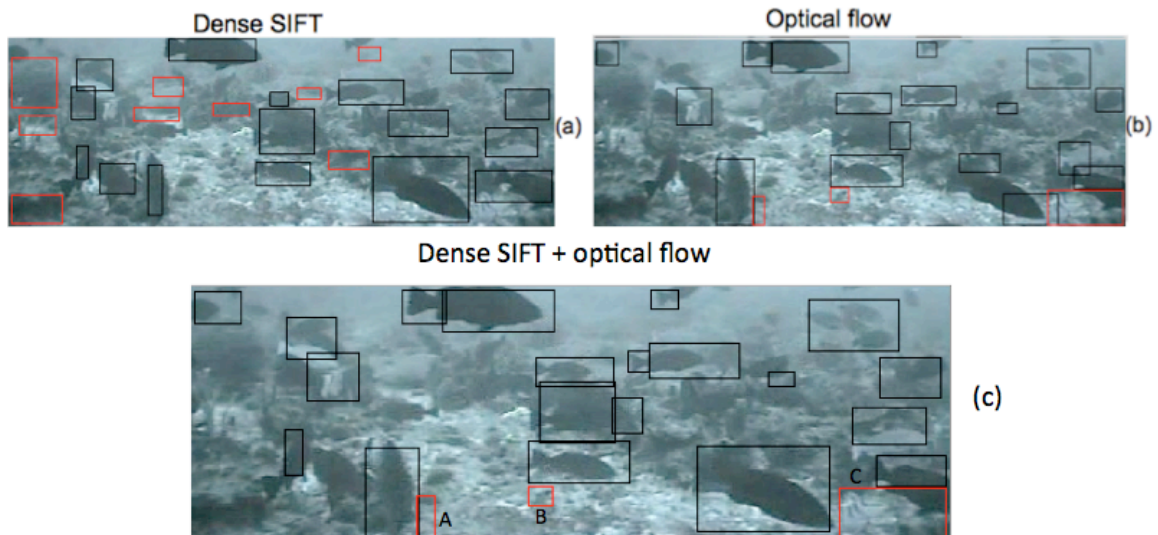 Dense SIFT
Optical flow
(a)
(b)
Dense SIFT + optical flow
(c)
A
B
C